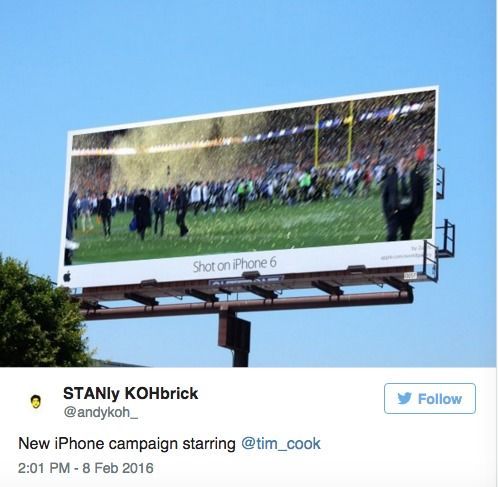 Shot on iPhone 6
STANly KOHbrick
@andykoh_
Follow
New iPhone campaign starring @tim_cook
2:01 PM - 8 Feb 2016